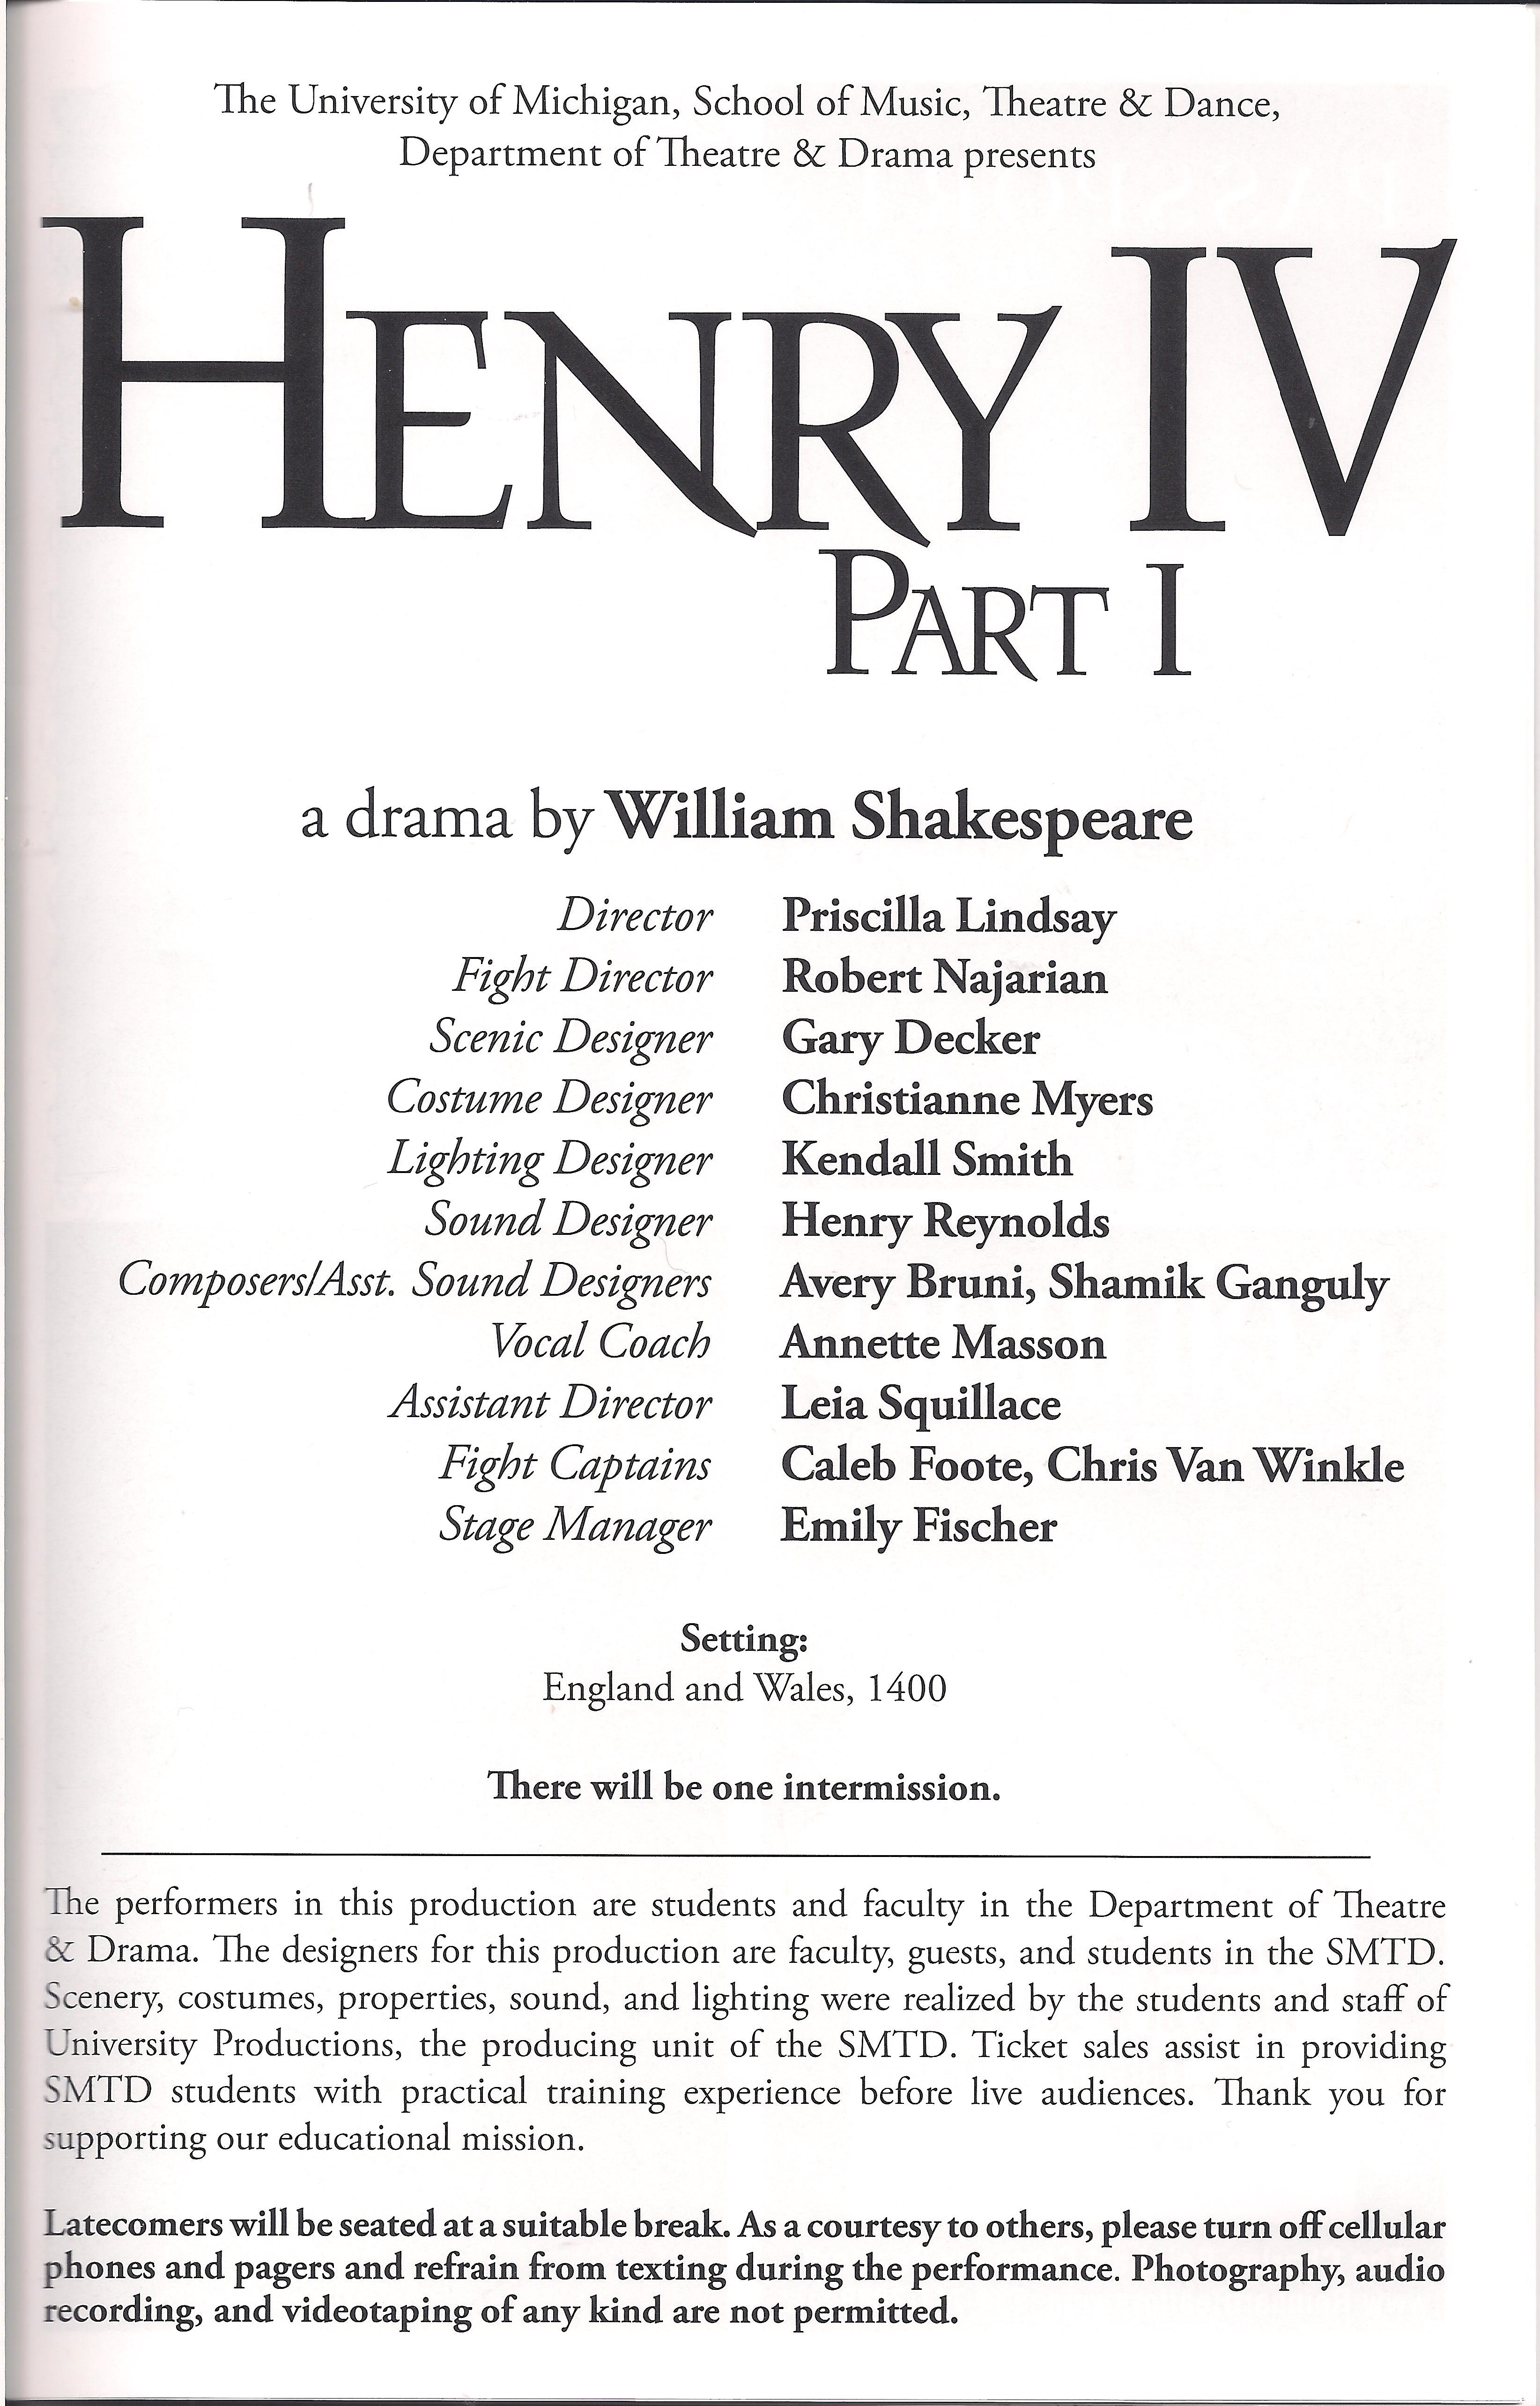 The University of Michigan, School of Music, Theatre & Dance,
Department of Theatre & Drama presents
HENRY IV
PART I
a drama by William Shakespeare
Director Priscilla Lindsay
Fight Director Robert Najarian
Scenic Designer Gary Decker
Costume Designer Christianne Myers
Lighting Designer Kendall Smith
Sound Designer Henry Reynolds
Composers/Asst. Sound Designers Avery Bruni, Shamik Ganguly
Vocal Coach Annette Masson
Assistant Director Leia Squillace
Fight Captains Caleb Foote, Chris Van Winkle
Stage Manager Emily Fischer
Setting:
England and Wales, 1400
There will be one intermission.
The performers in this production are students and faculty in the Department of Theatre
& Drama. The designers for this production are faculty, guests, and students in the SMTD.
Scenery, costumes, properties, sound, and lighting were realized by the students and staff of
University Productions, the producing unit of the SMTD. Ticket sales assist in providing
SMTD students with practical training experience before live audiences. Thank you for
supporting our educational mission.
Latecomers will be seated at a suitable break. As a courtesy to others, please turn off cellular
phones and pagers and refrain from texting during the performance. Photography, audio
recording, and videotaping of any kind are not permitted.